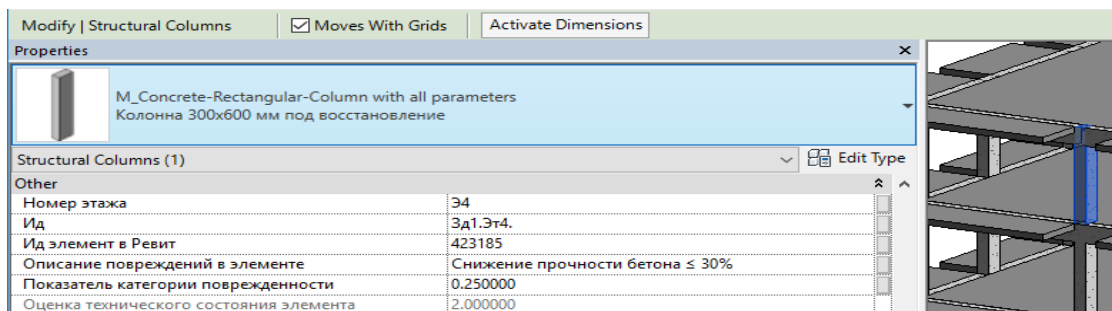 Modify | Structural Columns Moves With Grids Activate Dimensions
Properties
M_Concrete-Rectangular-Column with all parameters
Колонна 300х600 мм под восстановление
Structural Columns (1) Edit Type
Other
Номер этажа Э4
Ид Зд1.Эт4.
Ид элемент в Ревит 423185
Описание повреждений в элементе Снижение прочности бетона ≤ 30%
Показатель категории поврежденности 0.250000
Оценка технического состояния элемента 2.000000